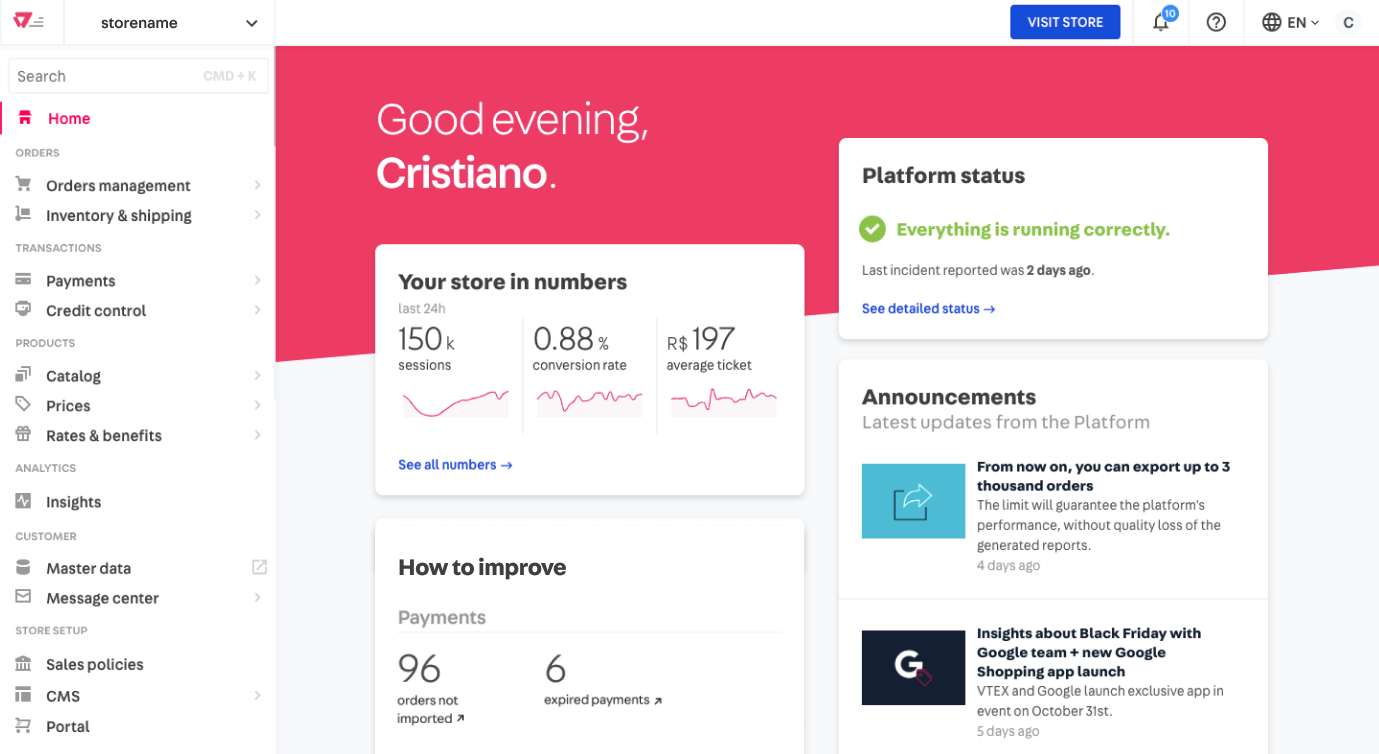 storename
VISIT STORE
10
EN
C
Search CMD + K
Home
ORDERS
Orders management
Inventory & shipping
TRANSACTIONS
Payments
Credit control
PRODUCTS
Catalog
Prices
Rates & benefits
ANALYTICS
Insights
CUSTOMER
Master data
Message center
STORE SETUP
Sales policies
CMS
Portal
Good evening,
Cristiano.
Your store in numbers
last 24h
150 k
sessions
0.88 %
conversion rate
R$ 197
average ticket
See all numbers →
How to improve
Payments
96
orders not
imported ↗
6
expired payments ↗
Platform status
Everything is running correctly.
Last incident reported was 2 days ago.
See detailed status →
Announcements
Latest updates from the Platform
From now on, you can export up to 3
thousand orders
The limit will guarantee the platform's
performance, without quality loss of the
generated reports.
4 days ago
G
Insights about Black Friday with
Google team + new Google
Shopping app launch
VTEX and Google launch exclusive app in
event on October 31st.
5 days ago